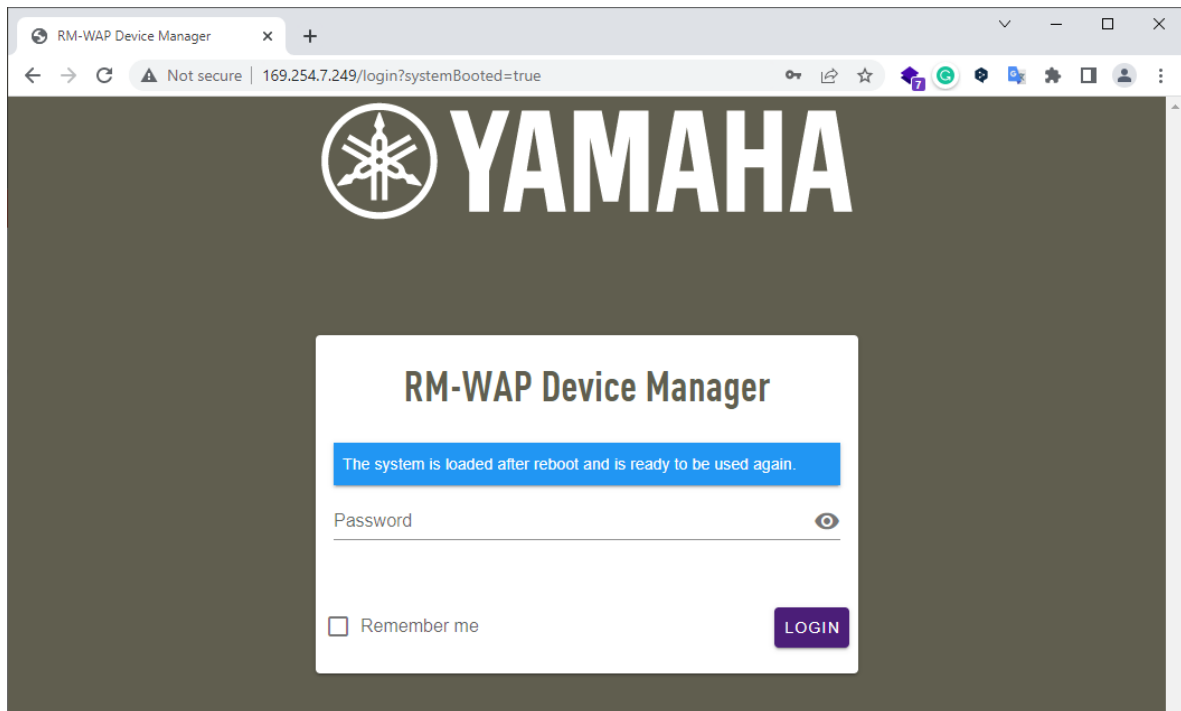 RM-WAP Device Manager
Not secure 169.254.7.249/login?systemBooted=true
7
YAMAHA
RM-WAP Device Manager
The system is loaded after reboot and is ready to be used again.
Password
Remember me
LOGIN